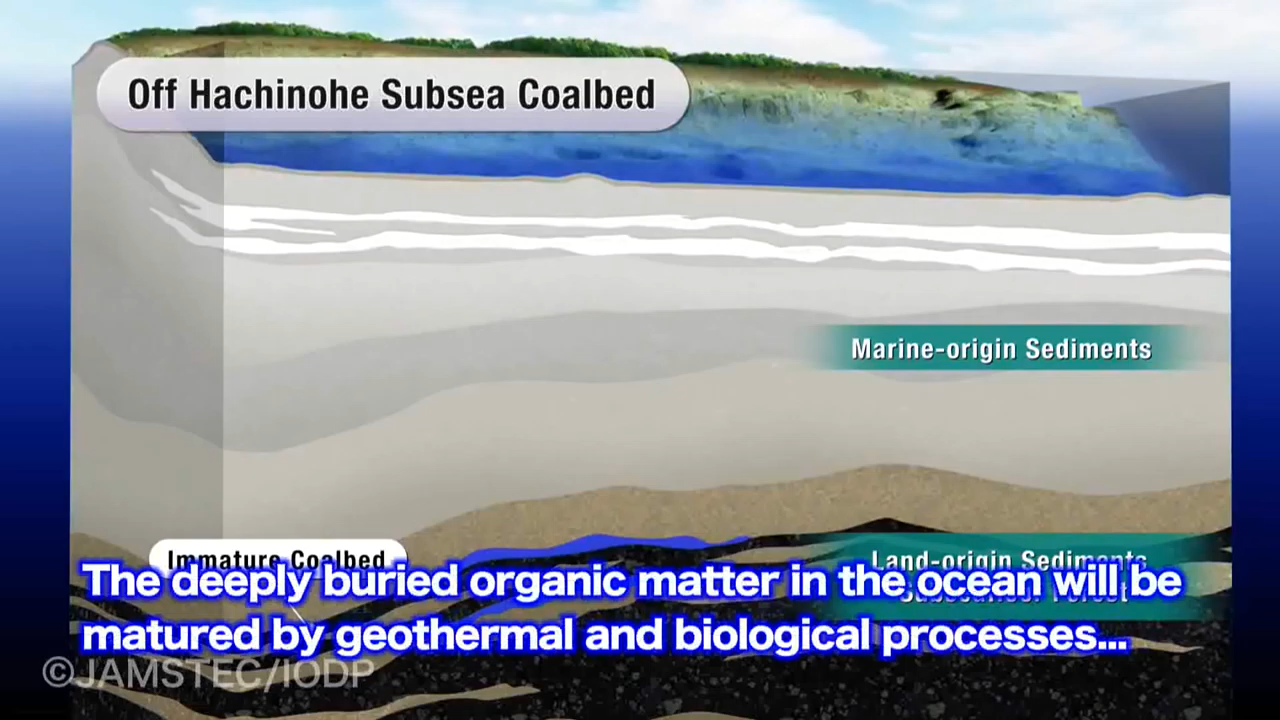 Off Hachinohe Subsea Coalbed
Marine-origin Sediments
Immature Coalbed
Land-origin Sediments
The deeply buried organic matter in the ocean will be
matured by geothermal and biological processes...
©JAMSTEC/IODP